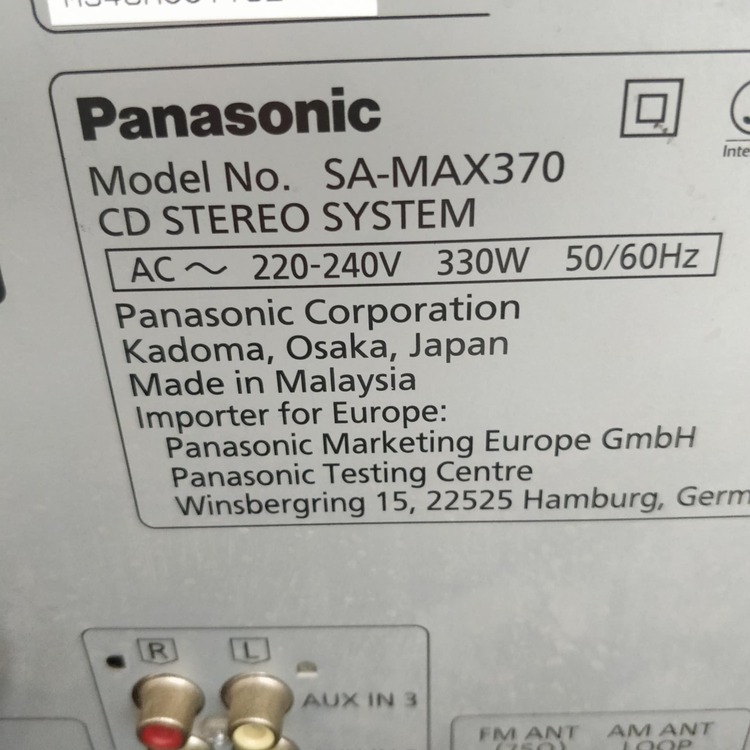 Panasonic
Inte
Model No. SA-MAX370
CD STEREO SYSTEM
AC ~ 220-240V 330W 50/60Hz
Panasonic Corporation
Kadoma, Osaka, Japan
Made in Malaysia
Importer for Europe:
Panasonic Marketing Europe GmbH
Panasonic Testing Centre
Winsbergring 15, 22525 Hamburg, Germ
R L
AUX IN 3
FM ANT AM ANT